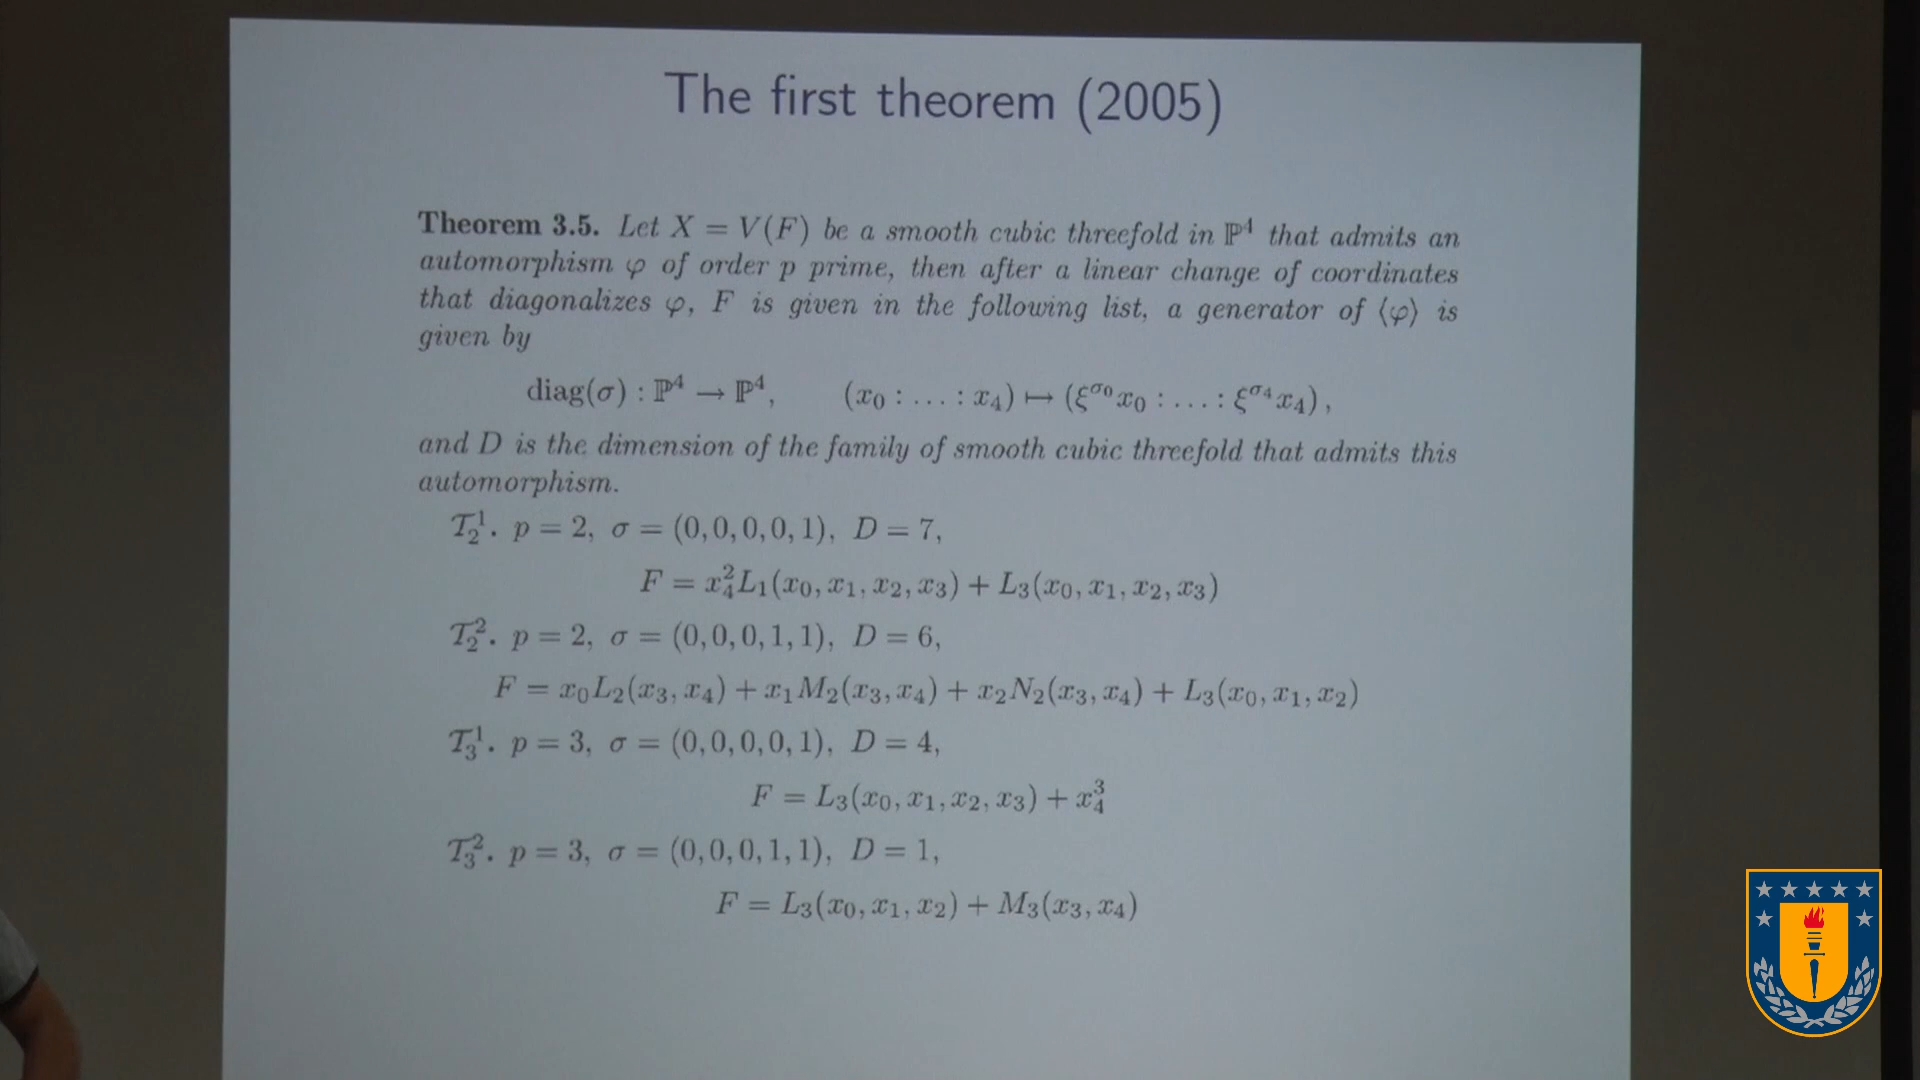 The first theorem (2005)
Theorem 3.5. Let X = V(F) be a smooth cubic threefold in ℙ⁴ that admits an
automorphism φ of order p prime, then after a linear change of coordinates
that diagonalizes φ, F is given in the following list, a generator of ⟨φ⟩ is
given by
diag(σ) : ℙ⁴ → ℙ⁴, (x₀ : … : x₄) ↦ (ξ^{σ₀}x₀ : … : ξ^{σ₄}x₄) ,
and D is the dimension of the family of smooth cubic threefold that admits this
automorphism.
𝒯₂¹. p = 2, σ = (0, 0, 0, 0, 1), D = 7,
F = x₄²L₁(x₀, x₁, x₂, x₃) + L₃(x₀, x₁, x₂, x₃)
𝒯₂². p = 2, σ = (0, 0, 0, 1, 1), D = 6,
F = x₀L₂(x₃, x₄) + x₁M₂(x₃, x₄) + x₂N₂(x₃, x₄) + L₃(x₀, x₁, x₂)
𝒯₃¹. p = 3, σ = (0, 0, 0, 0, 1), D = 4,
F = L₃(x₀, x₁, x₂, x₃) + x₄³
𝒯₃². p = 3, σ = (0, 0, 0, 1, 1), D = 1,
F = L₃(x₀, x₁, x₂) + M₃(x₃, x₄)